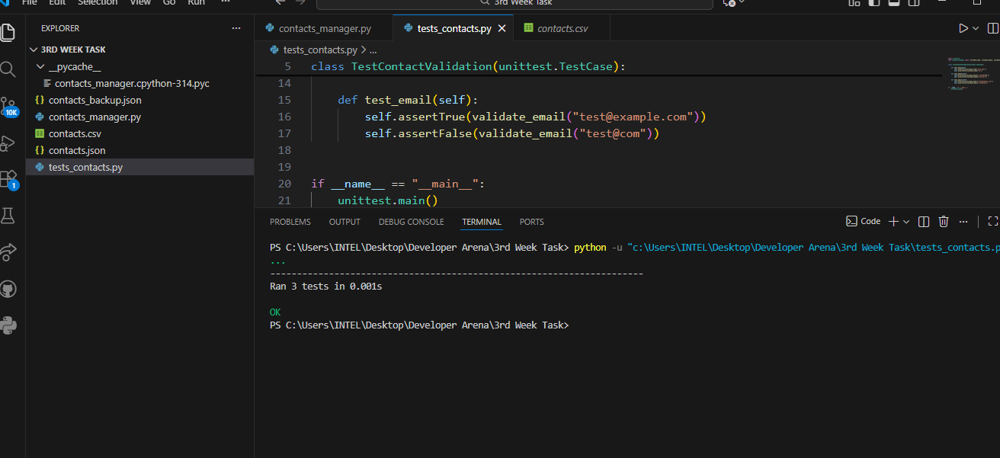 File Edit Selection View Go Run ···
3rd Week Task
EXPLORER ···
3RD WEEK TASK
__pycache__
contacts_manager.cpython-314.pyc
{} contacts_backup.json
contacts_manager.py
contacts.csv
{} contacts.json
tests_contacts.py
10K
1
contacts_manager.py
tests_contacts.py
contacts.csv
tests_contacts.py > ...
5 class TestContactValidation(unittest.TestCase):
14
15 def test_email(self):
16 self.assertTrue(validate_email("test@example.com"))
17 self.assertFalse(validate_email("test@com"))
18
19
20 if __name__ == "__main__":
21 unittest.main()
PROBLEMS OUTPUT DEBUG CONSOLE TERMINAL PORTS
Code
PS C:\Users\INTEL\Desktop\Developer Arena\3rd Week Task> python -u "c:\Users\INTEL\Desktop\Developer Arena\3rd Week Task\tests_contacts.p
...
----------------------------------------------------------------------
Ran 3 tests in 0.001s
OK
PS C:\Users\INTEL\Desktop\Developer Arena\3rd Week Task>